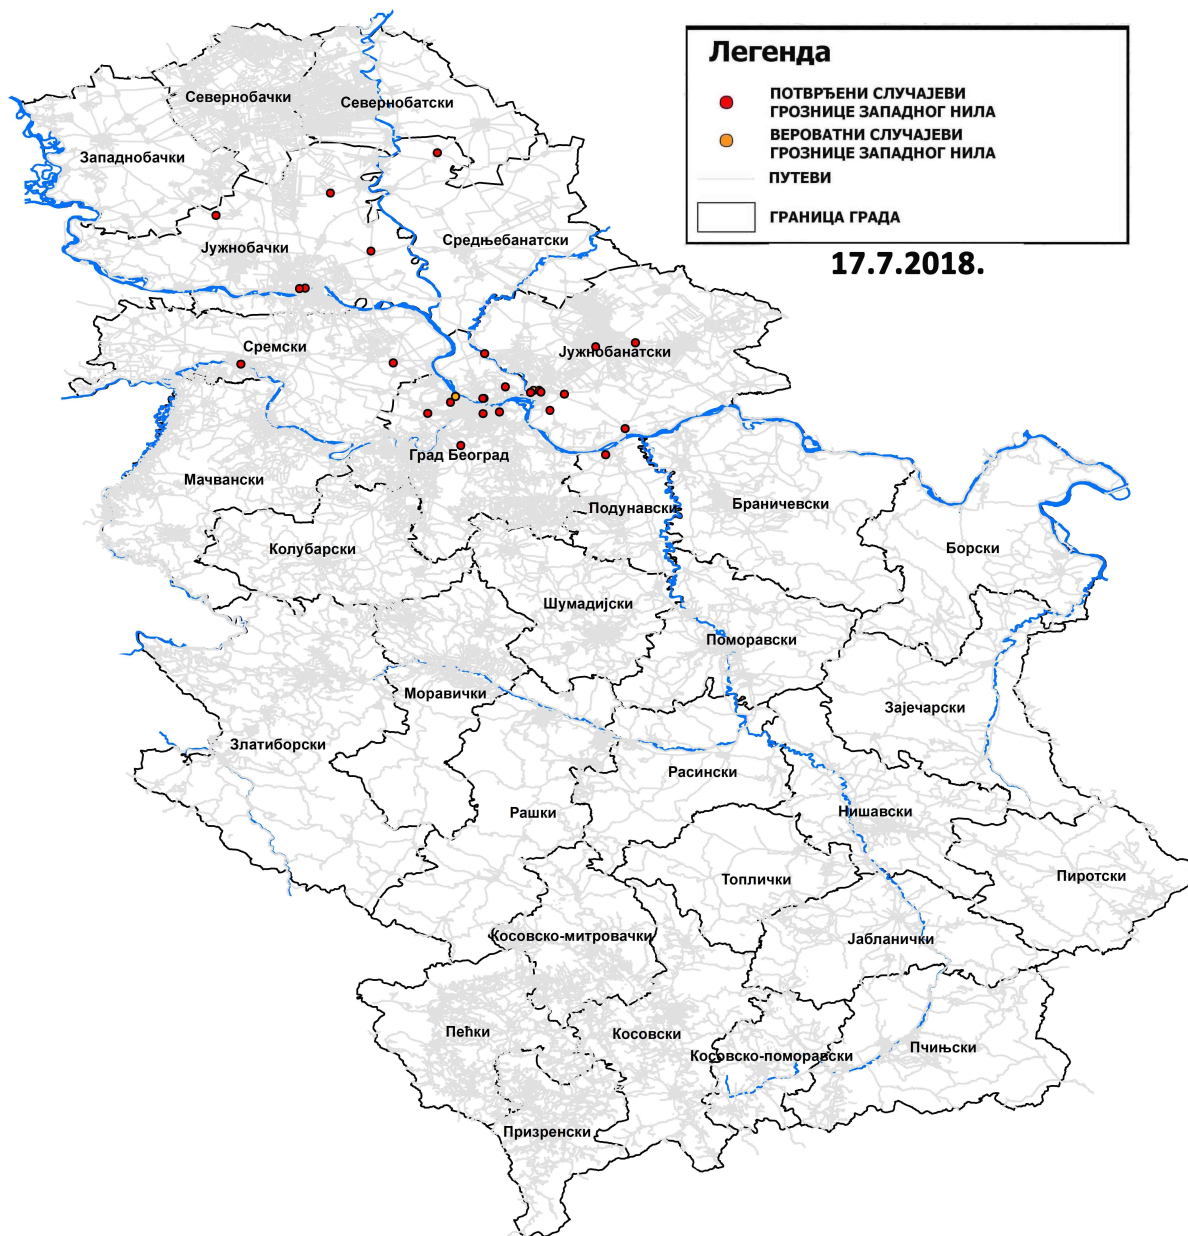 Легенда
ПОТВРЂЕНИ СЛУЧАЈЕВИ
ГРОЗНИЦЕ ЗАПАДНОГ НИЛА
ВЕРОВАТНИ СЛУЧАЈЕВИ
ГРОЗНИЦЕ ЗАПАДНОГ НИЛА
ПУТЕВИ
ГРАНИЦА ГРАДА
17.7.2018.
Севернобачки
Севернобатски
Западнобачки
Јужнобачки
Средњебанатски
Сремски
Јужнобанатски
Град Београд
Мачвански
Подунавски
Браничевски
Колубарски
Борски
Шумадијски
Поморавски
Моравички
Зајечарски
Златиборски
Расински
Рашки
Нишавски
Топлички
Пиротски
Косовско-митровачки
Јабланички
Пећки
Косовски
Косовско-поморавски
Пчињски
Призренски